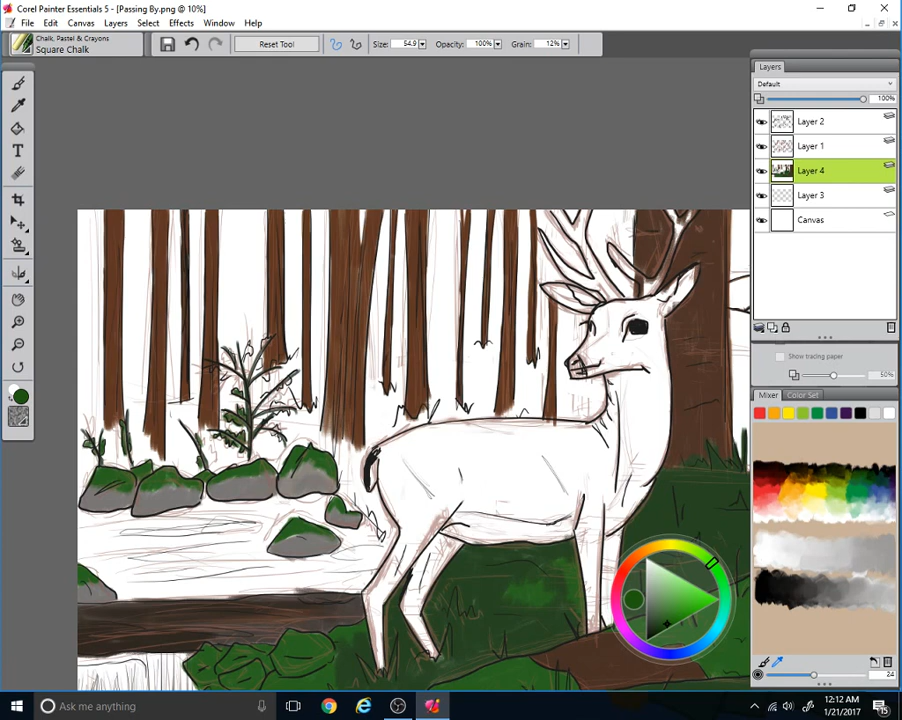 Corel Painter Essentials 5 - [Passing By.png @ 10%]
File Edit Canvas Layers Select Effects Window Help
Chalk, Pastel & Crayons
Square Chalk
Reset Tool
Size: 54.9
Opacity: 100%
Grain: 12%
Layers
Default
100%
Layer 2
Layer 1
Layer 4
Layer 3
Canvas
Show tracing paper
50%
Mixer
Color Set
24
T
Ask me anything
12:12 AM
1/21/2017
15